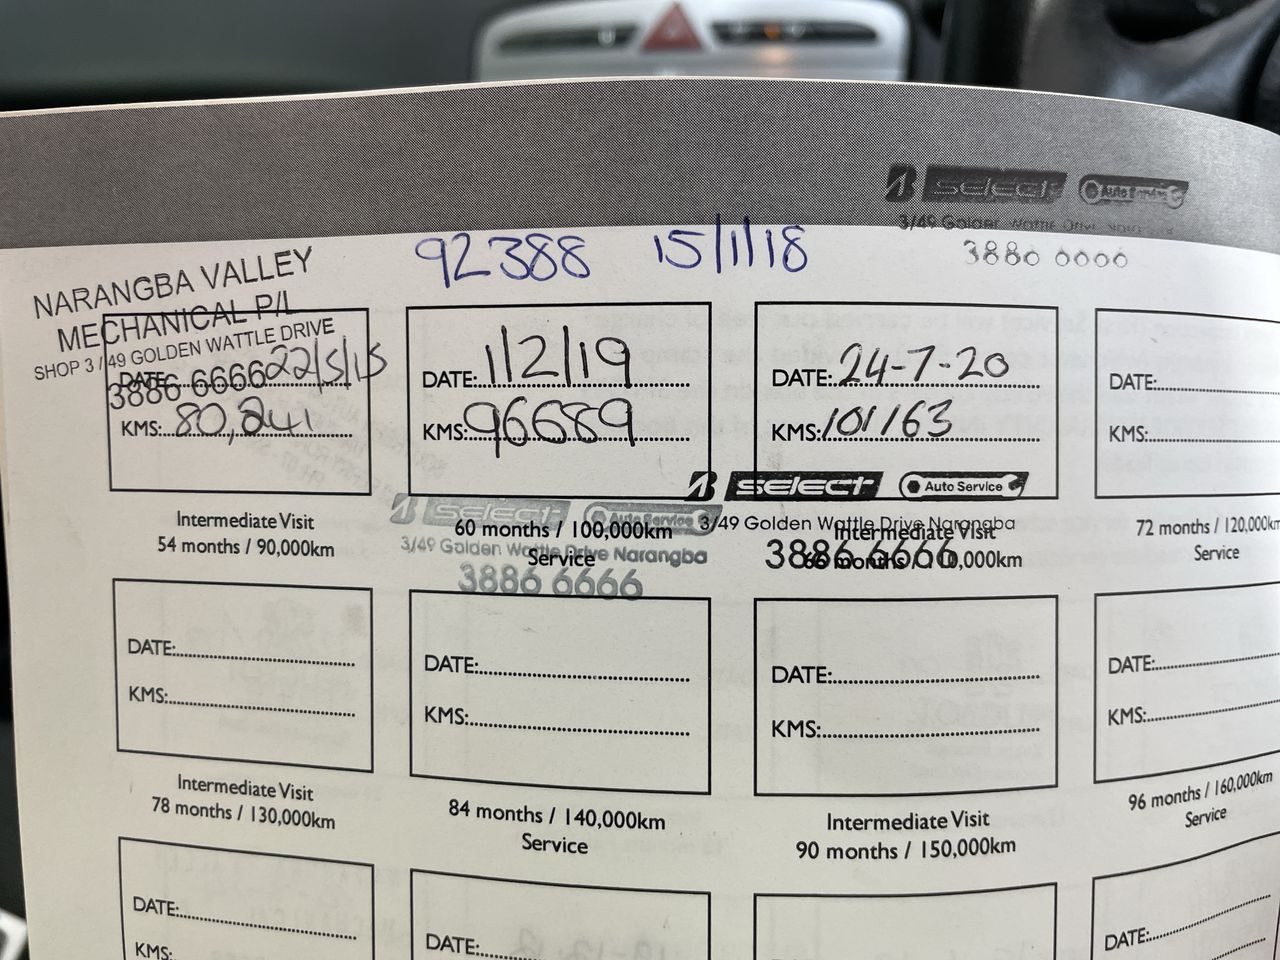 select Auto Service
3/49 Golden Wattle Drive
3886 6666
92388 15/1/18
NARANGBA VALLEY
MECHANICAL P/L
SHOP 3 / 49 GOLDEN WATTLE DRIVE
3886 6666
DATE: 22/5/15
KMS: 80,241
Intermediate Visit
54 months / 90,000km
DATE: 1/2/19
KMS: 96689
select Auto Service
60 months / 100,000km
Service
3/49 Golden Wattle Drive Narangba
3886 6666
DATE: 24-7-20
KMS: 101163
select Auto Service
3/49 Golden Wattle Drive Narangba
Intermediate Visit
3886 6666
DATE:
KMS:
72 months / 120,000km
Service
DATE:
KMS:
Intermediate Visit
78 months / 130,000km
DATE:
KMS:
84 months / 140,000km
Service
DATE:
KMS:
Intermediate Visit
90 months / 150,000km
DATE:
KMS:
96 months / 160,000km
Service
DATE:
KMS:
DATE:
DATE: